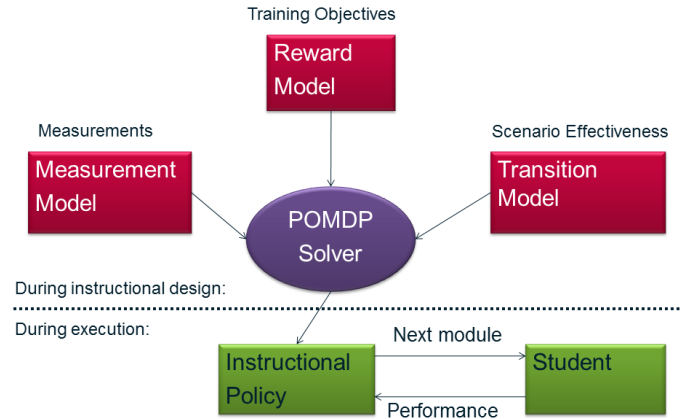 Training Objectives
Reward
Model
Measurements
Scenario Effectiveness
Measurement
Model
Transition
Model
POMDP
Solver
During instructional design:
During execution:
Next module
Instructional
Policy
Student
Performance